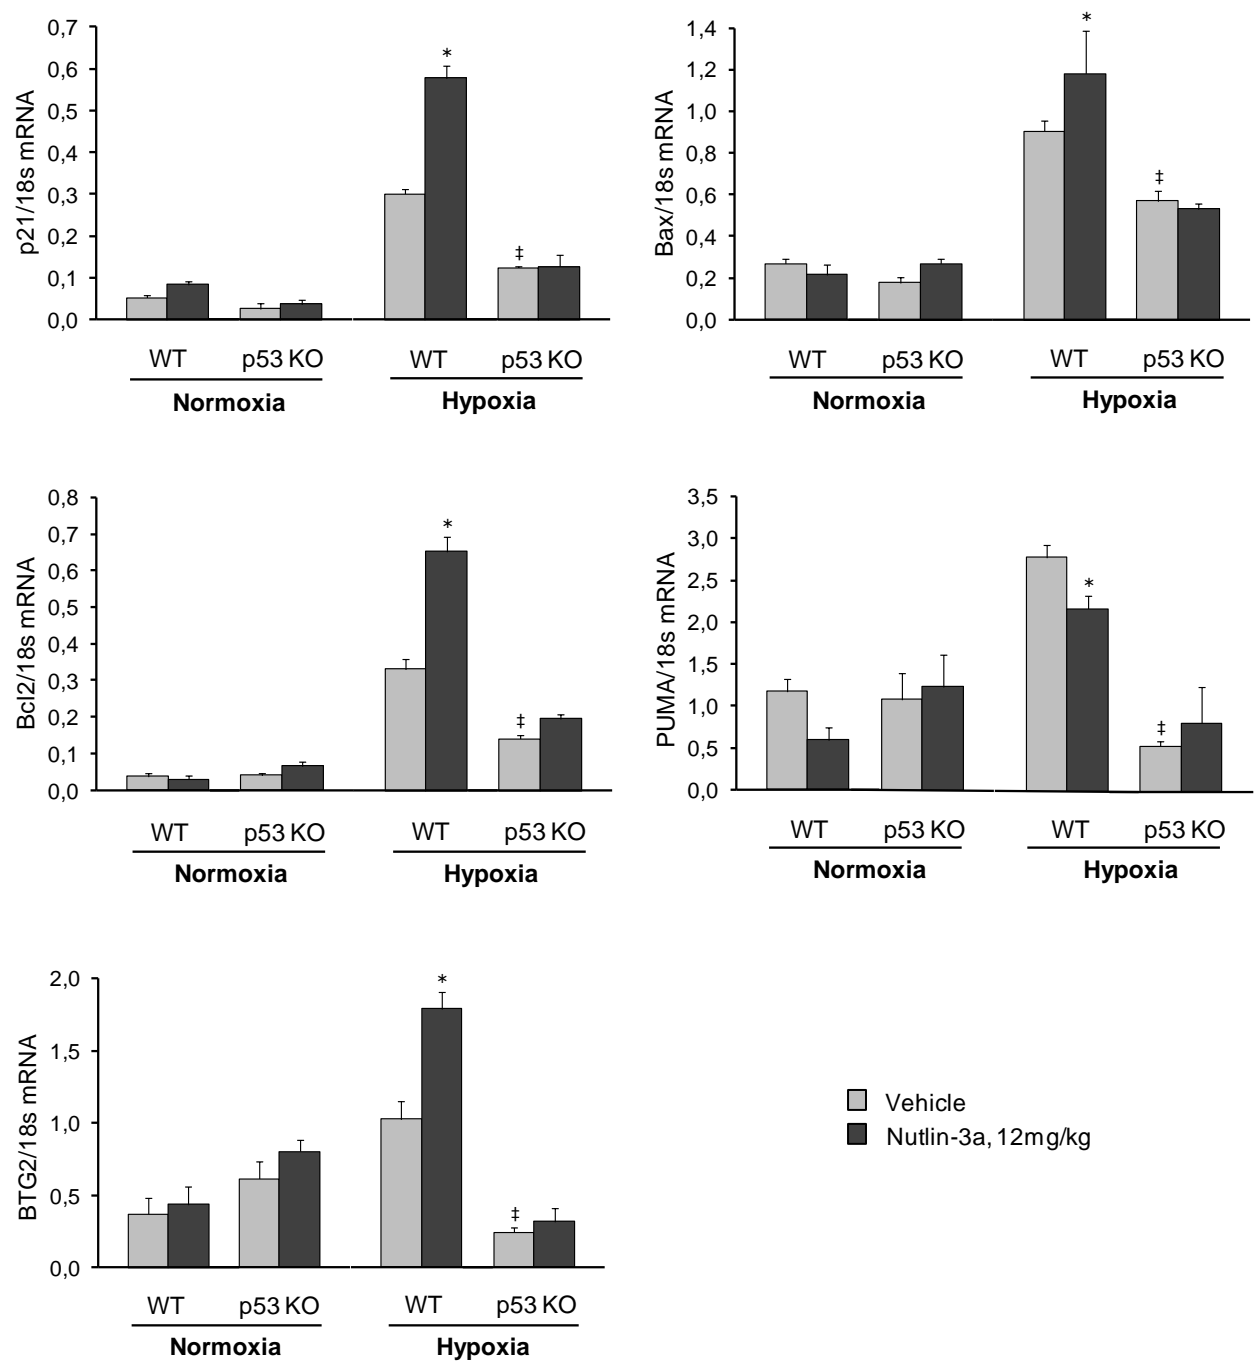 p21/18s mRNA
0,7
0,6
0,5
0,4
0,3
0,2
0,1
0,0
*
‡
WT p53 KO WT p53 KO
Normoxia Hypoxia
Bax/18s mRNA
1,4
1,2
1,0
0,8
0,6
0,4
0,2
0,0
*
‡
WT p53 KO WT p53 KO
Normoxia Hypoxia
Bcl2/18s mRNA
0,8
0,7
0,6
0,5
0,4
0,3
0,2
0,1
0,0
*
‡
WT p53 KO WT p53 KO
Normoxia Hypoxia
PUMA/18s mRNA
3,5
3,0
2,5
2,0
1,5
1,0
0,5
0,0
*
‡
WT p53 KO WT p53 KO
Normoxia Hypoxia
BTG2/18s mRNA
2,0
1,5
1,0
0,5
0,0
*
‡
WT p53 KO WT p53 KO
Normoxia Hypoxia
Vehicle
Nutlin-3a, 12mg/kg